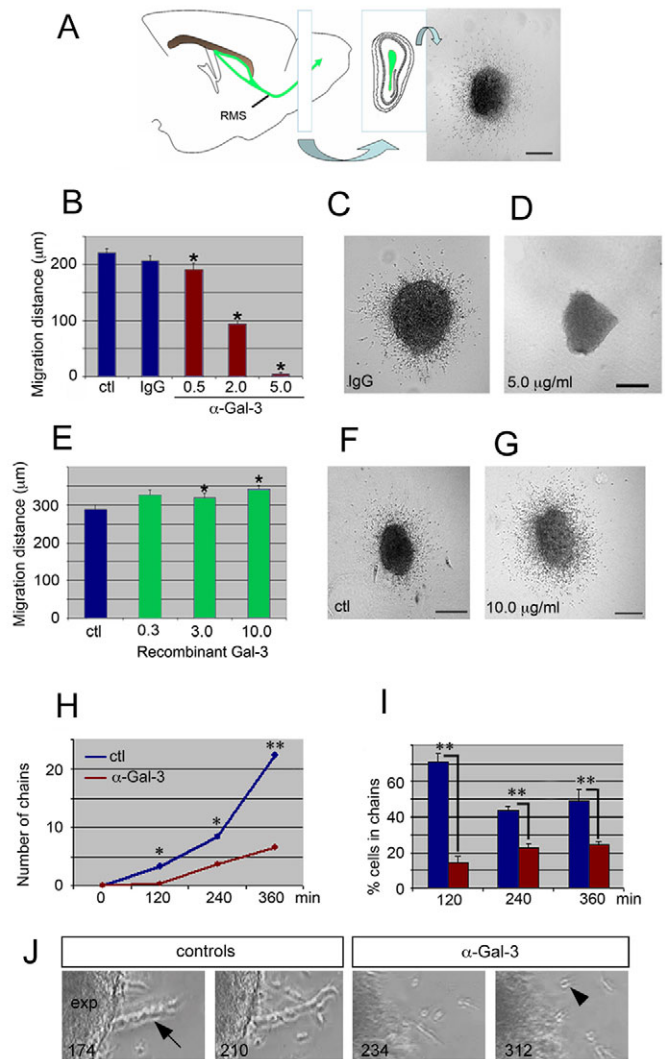 A
RMS
B
Migration distance (µm)
200
100
0
*
*
*
ctl
IgG
0.5
2.0
5.0
α-Gal-3
C
IgG
D
5.0 µg/ml
E
Migration distance (µm)
300
150
0
*
*
ctl
0.3
3.0
10.0
Recombinant Gal-3
F
ctl
G
10.0 µg/ml
H
Number of chains
20
10
5
0
ctl
α-Gal-3
*
*
**
0
120
240
360
min
I
% cells in chains
60
40
20
0
**
**
**
120
240
360
min
J
controls
α-Gal-3
exp
174
210
234
312